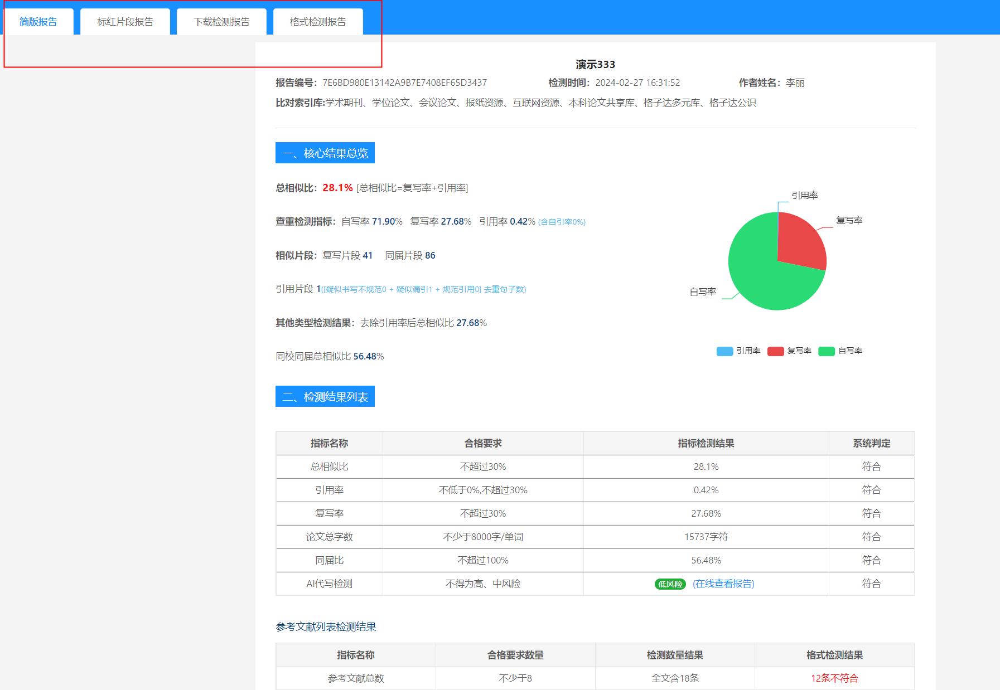 简版报告 标红片段报告 下载检测报告 格式检测报告
演示333
报告编号：7E6BD980E13142A9B7E7408EF65D3437 检测时间：2024-02-27 16:31:52 作者姓名：李丽
比对索引库:学术期刊、学位论文、会议论文、报纸资源、互联网资源、本科论文共享库、格子达多元库、格子达公识
一、核心结果总览
总相似比：28.1% [总相似比=复写率+引用率]
查重检测指标：自写率 71.90% 复写率 27.68% 引用率 0.42% (含自引率0%)
相似片段：复写片段 41 同届片段 86
引用片段 1([疑似书写不规范0 + 疑似漏引1 + 规范引用0] 去重句子数)
其他类型检测结果：去除引用率后总相似比 27.68%
同校同届总相似比 56.48%
引用率
复写率
自写率
引用率 复写率 自写率
二、检测结果列表
指标名称 合格要求 指标检测结果 系统判定
总相似比 不超过30% 28.1% 符合
引用率 不低于0%,不超过30% 0.42% 符合
复写率 不超过30% 27.68% 符合
论文总字数 不少于8000字/单词 15737字符 符合
同届比 不超过100% 56.48% 符合
AI代写检测 不得为高、中风险 低风险 (在线查看报告) 符合
参考文献列表检测结果
指标名称 合格要求数量 检测数量结果 格式检测结果
参考文献总数 不少于8 全文含18条 12条不符合